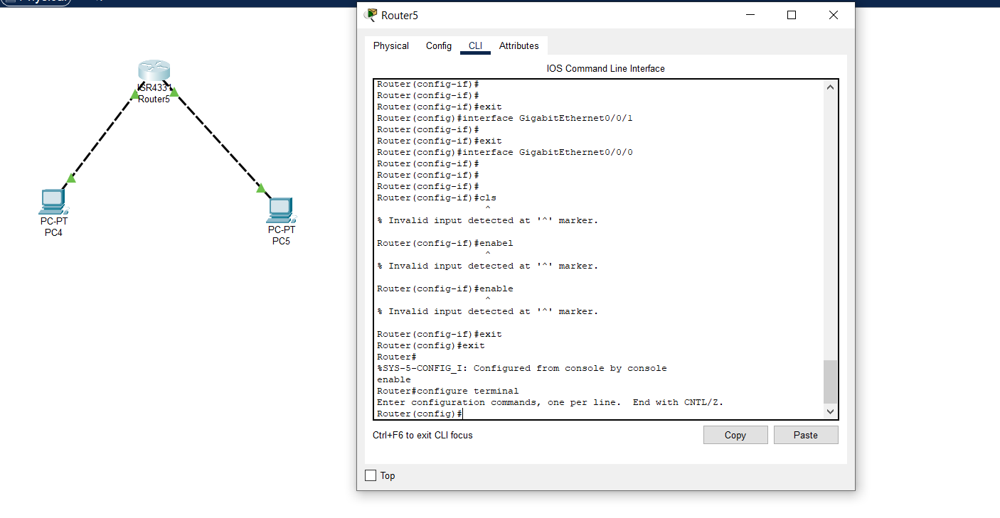 Physical
ISR4331
Router5
PC-PT
PC4
PC-PT
PC5
Router5
Physical Config CLI Attributes
IOS Command Line Interface
Router(config-if)#
Router(config-if)#
Router(config-if)#exit
Router(config)#interface GigabitEthernet0/0/1
Router(config-if)#
Router(config-if)#exit
Router(config)#interface GigabitEthernet0/0/0
Router(config-if)#
Router(config-if)#
Router(config-if)#
Router(config-if)#cls
^
% Invalid input detected at '^' marker.
Router(config-if)#enabel
^
% Invalid input detected at '^' marker.
Router(config-if)#enable
^
% Invalid input detected at '^' marker.
Router(config-if)#exit
Router(config)#exit
Router#
%SYS-5-CONFIG_I: Configured from console by console
enable
Router#configure terminal
Enter configuration commands, one per line.  End with CNTL/Z.
Router(config)#
Ctrl+F6 to exit CLI focus
Copy Paste
Top